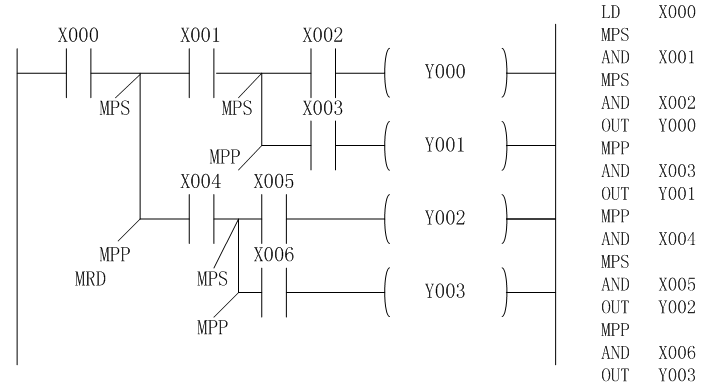 X000 X001 X002
Y000
MPS MPS X003
Y001
MPP
X004 X005
Y002
MPP MPS X006
MRD
Y003
MPP
LD X000
MPS
AND X001
MPS
AND X002
OUT Y000
MPP
AND X003
OUT Y001
MPP
AND X004
MPS
AND X005
OUT Y002
MPP
AND X006
OUT Y003